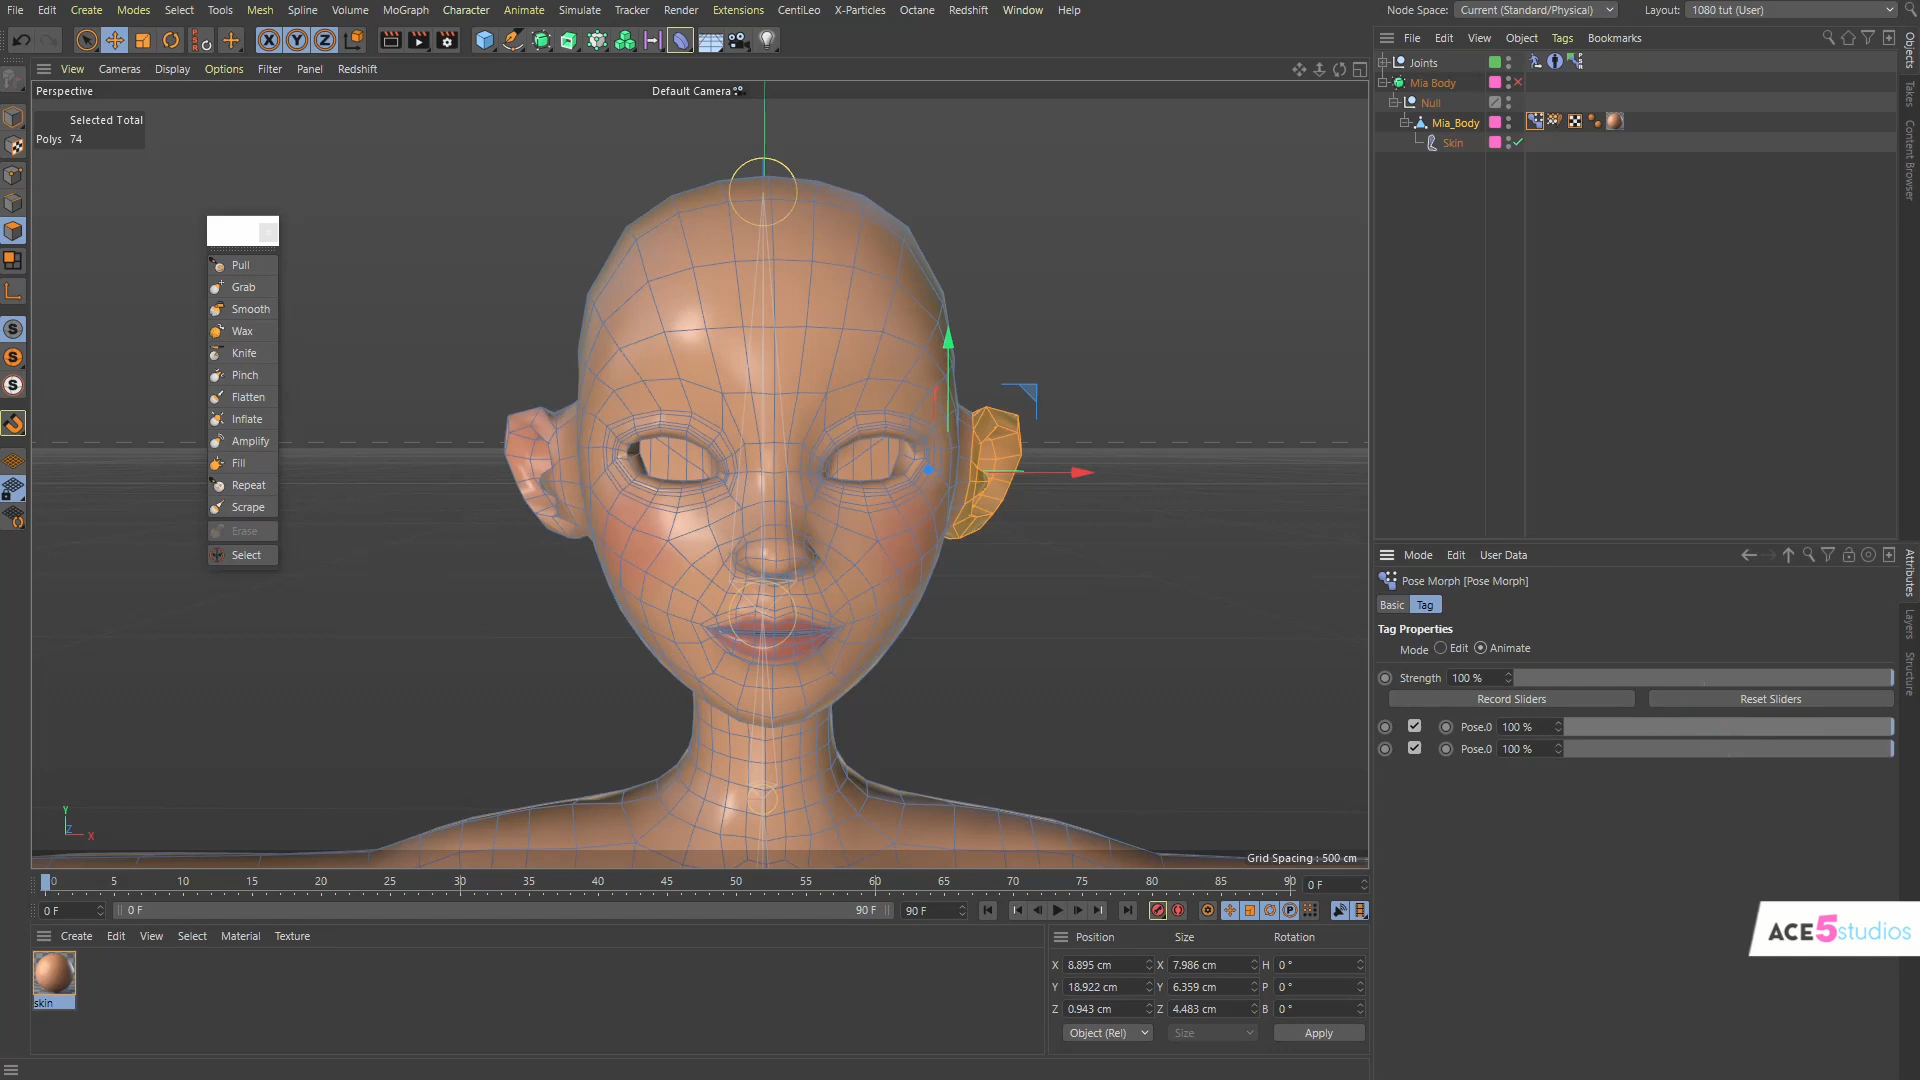 File Edit Create Modes Select Tools Mesh Spline Volume MoGraph Character Animate Simulate Tracker Render Extensions CentiLeo X-Particles Octane Redshift Window Help
Node Space: Current (Standard/Physical) Layout: 1080 tut (User)
View Cameras Display Options Filter Panel Redshift
Perspective
Default Camera
Selected Total
Polys 74
Pull
Grab
Smooth
Wax
Knife
Pinch
Flatten
Inflate
Amplify
Fill
Repeat
Scrape
Erase
Select
Y
Z
X
Grid Spacing : 500 cm
0 5 10 15 20 25 30 35 40 45 50 55 60 65 70 75 80 85 90 0 F
0 F 0 F 90 F 90 F
Create Edit View Select Material Texture
skin
Position Size Rotation
X 8.895 cm X 7.986 cm H 0 °
Y 18.922 cm Y 6.359 cm P 0 °
Z 0.943 cm Z 4.483 cm B 0 °
Object (Rel) Size Apply
File Edit View Object Tags Bookmarks
Joints
Mia Body
Null
Mia_Body
Skin
Objects
Takes
Content Browser
Mode Edit User Data
Pose Morph [Pose Morph]
Basic Tag
Tag Properties
Mode Edit Animate
Strength 100 %
Record Sliders Reset Sliders
Pose.0 100 %
Pose.0 100 %
Attributes
Layers
Structure
ACE5studios